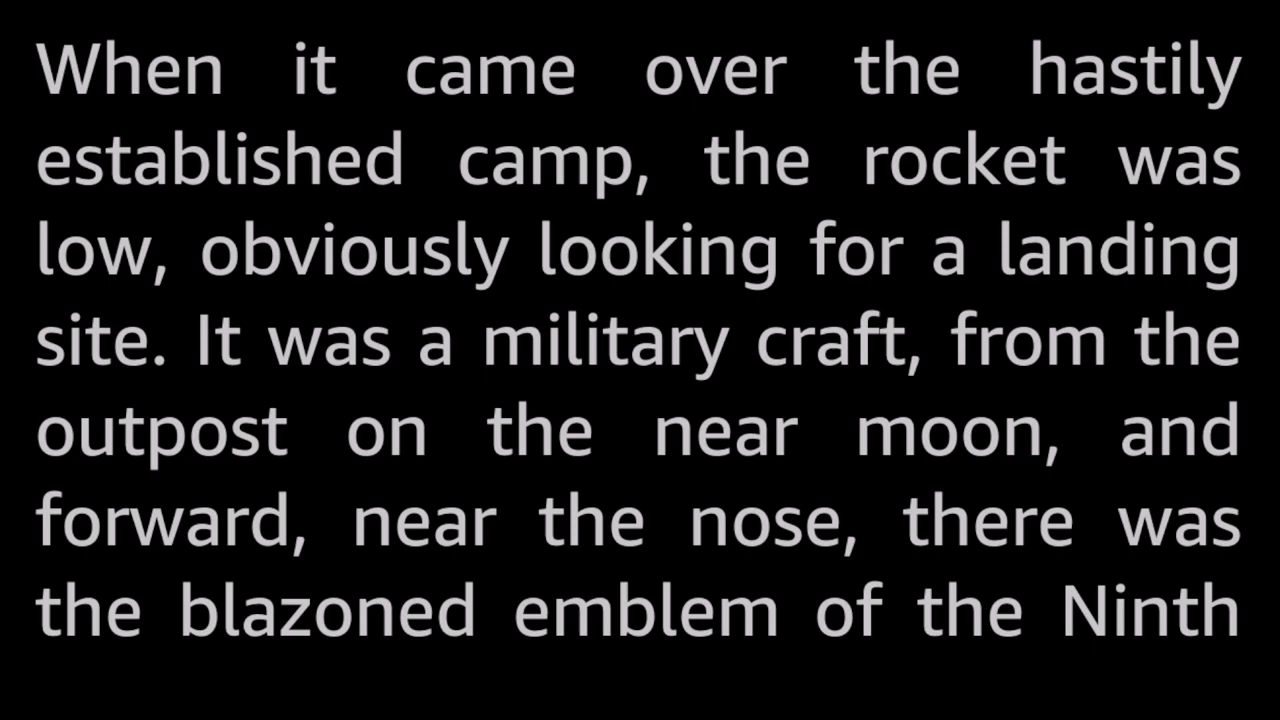 When it came over the hastily
established camp, the rocket was
low, obviously looking for a landing
site. It was a military craft, from the
outpost on the near moon, and
forward, near the nose, there was
the blazoned emblem of the Ninth